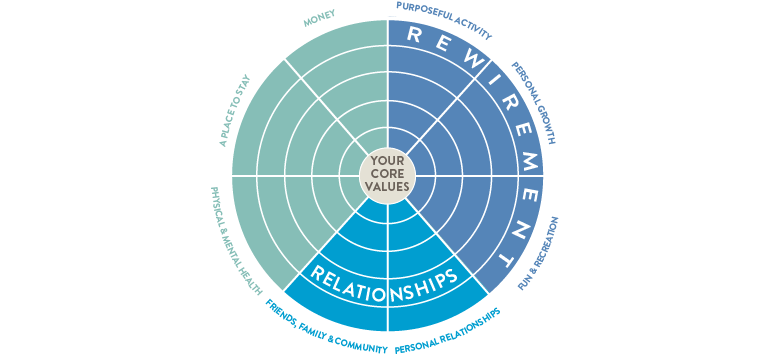 MONEY
PURPOSEFUL ACTIVITY
REWIREMENT
PERSONAL GROWTH
A PLACE TO STAY
YOUR
CORE
VALUES
PHYSICAL & MENTAL HEALTH
FUN & RECREATION
RELATIONSHIPS
FRIENDS, FAMILY & COMMUNITY
PERSONAL RELATIONSHIPS